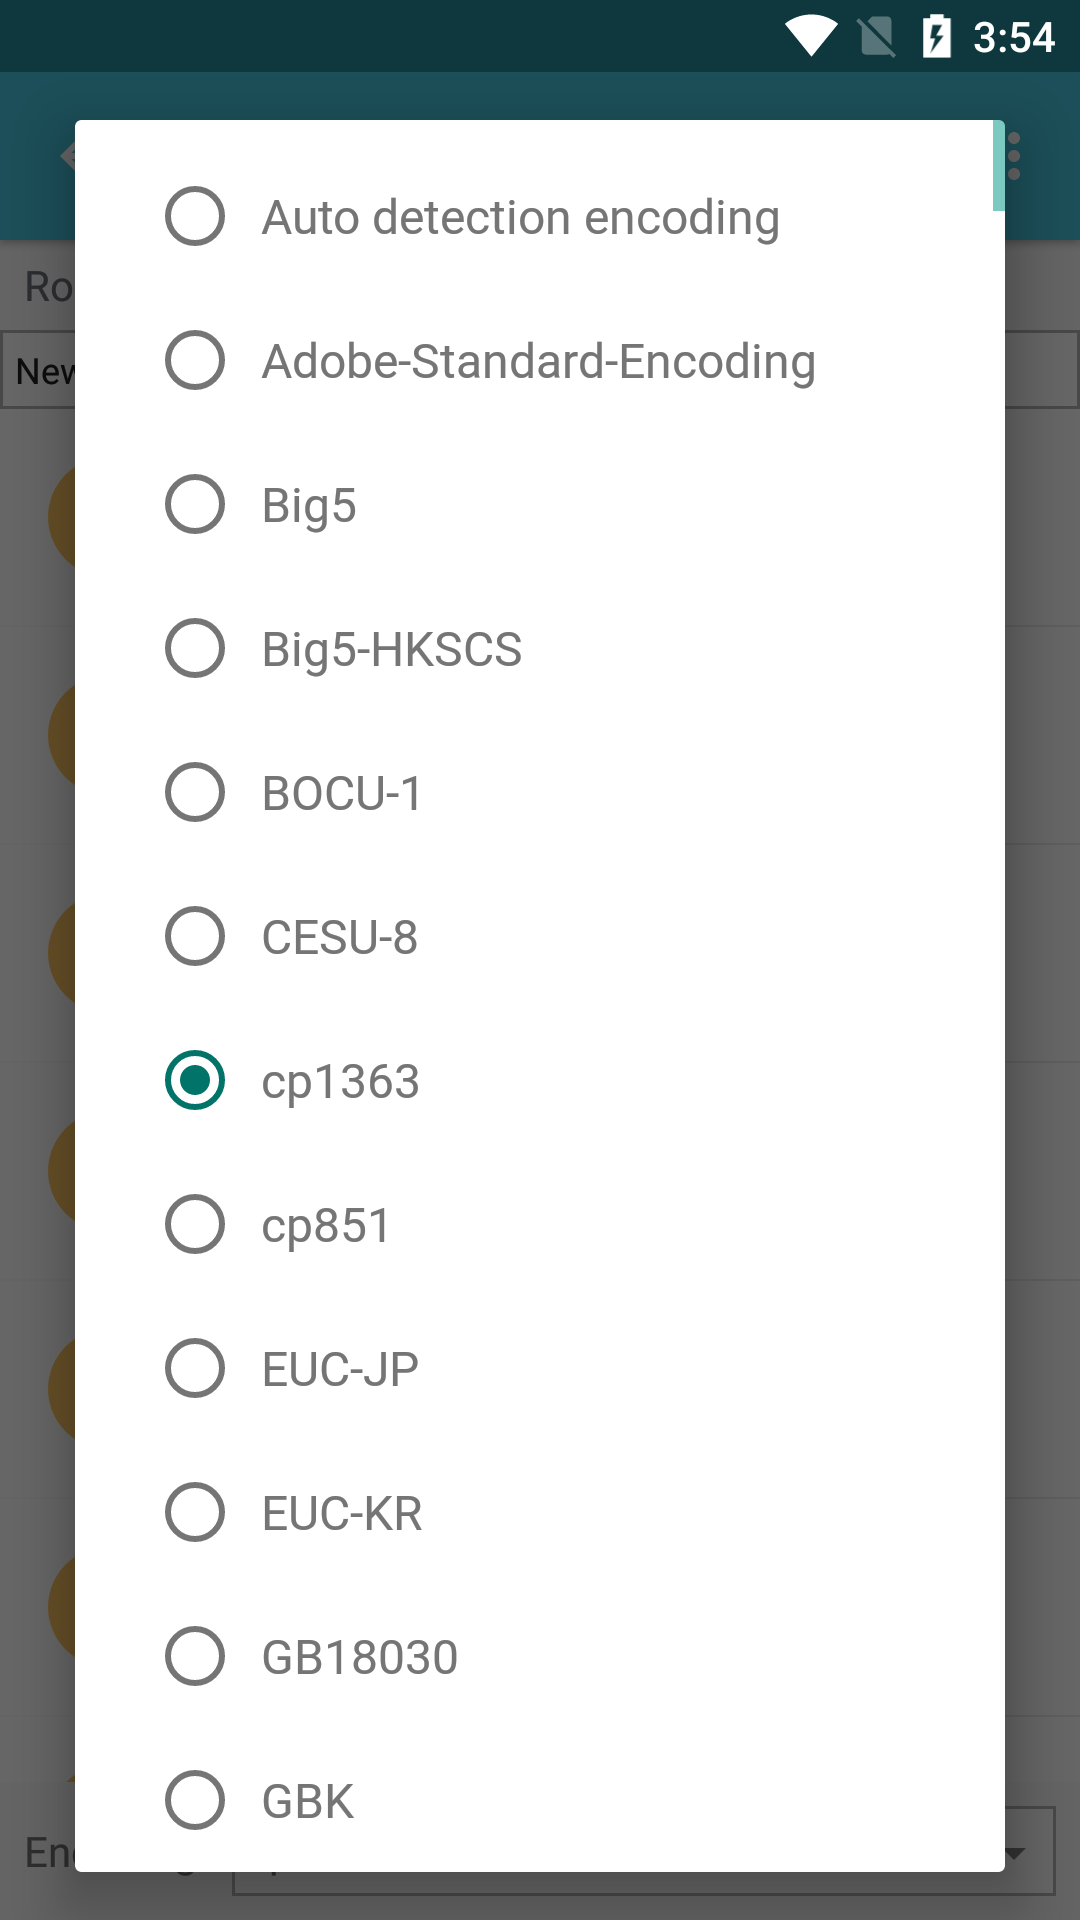 3:54
Auto detection encoding
Ro
Adobe-Standard-Encoding
New
Big5
Big5-HKSCS
BOCU-1
CESU-8
cp1363
cp851
EUC-JP
EUC-KR
GB18030
GBK